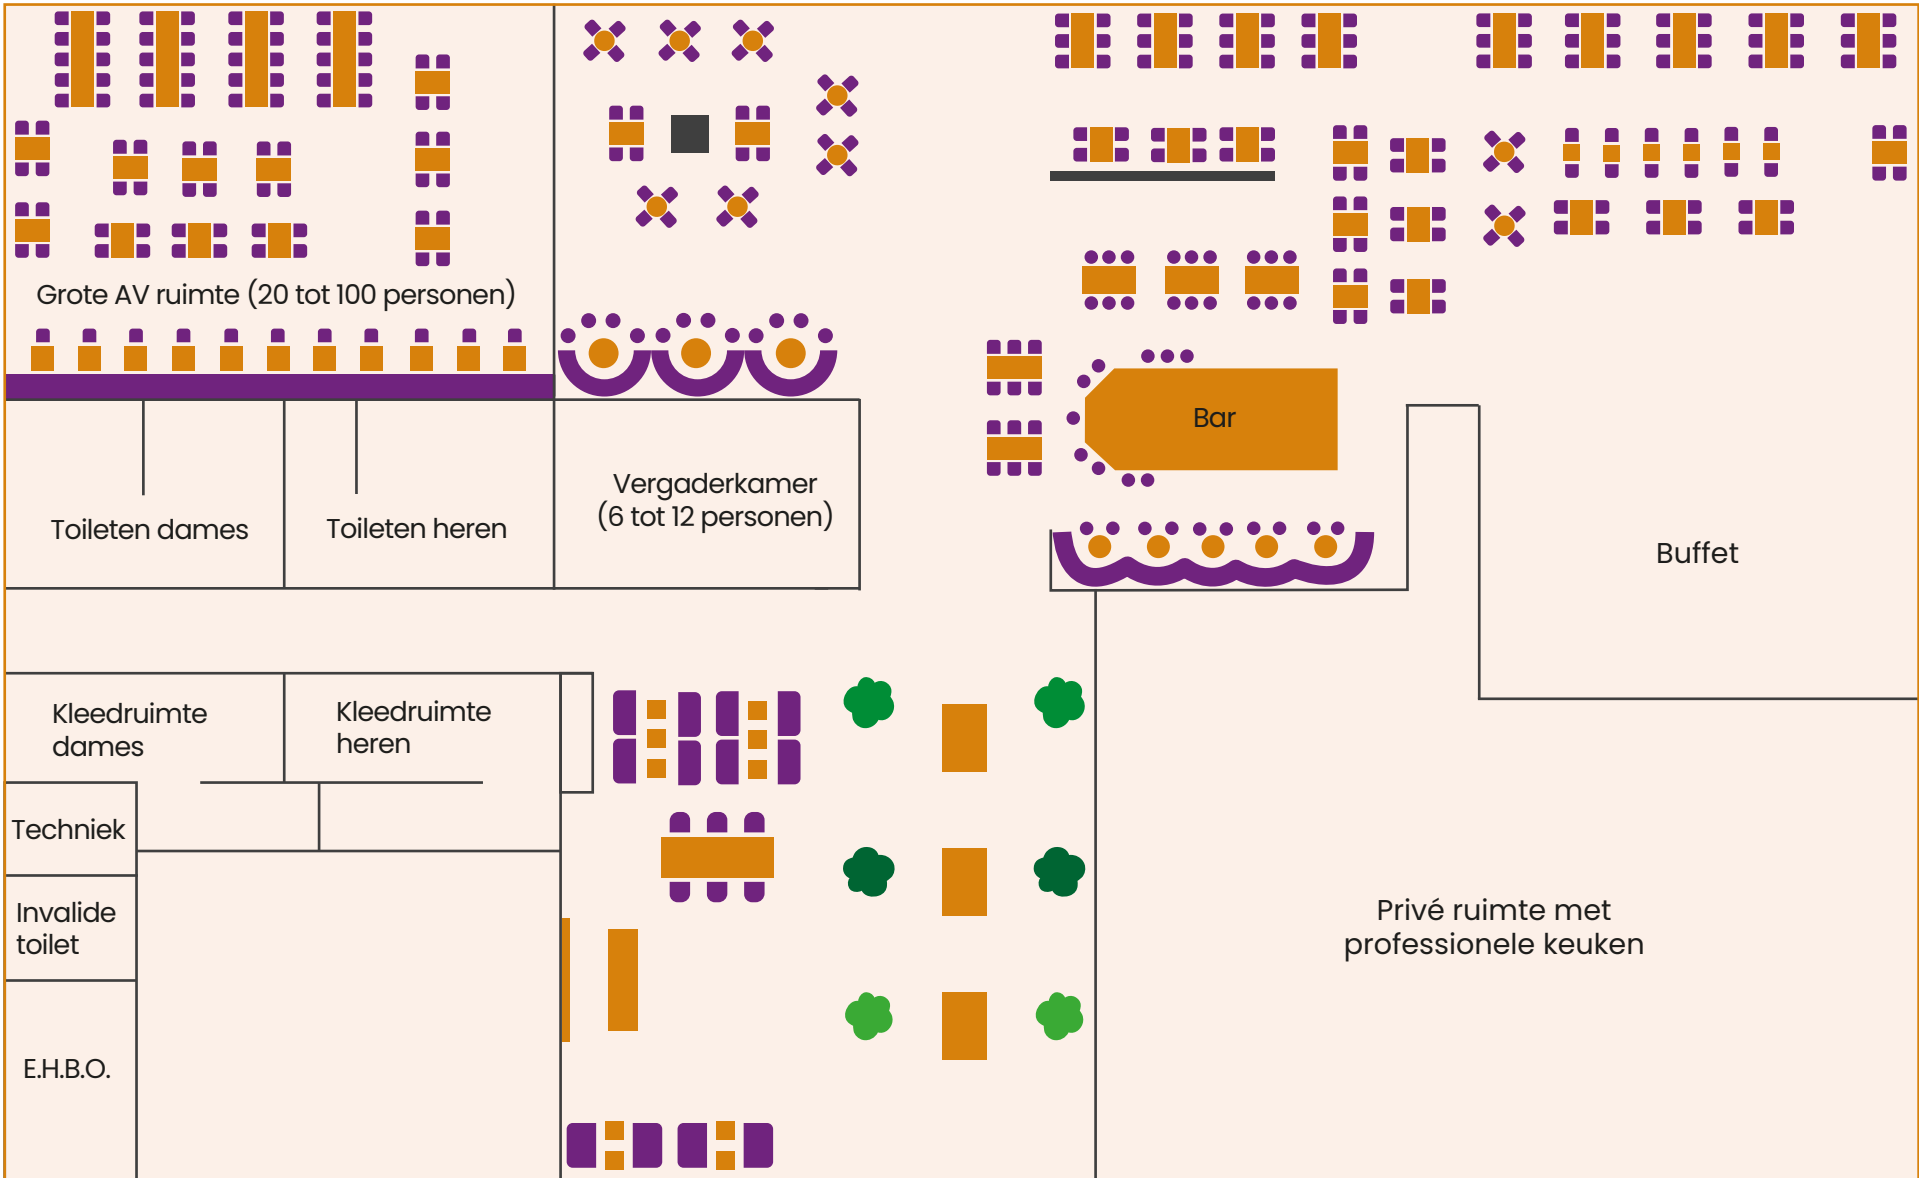 Grote AV ruimte (20 tot 100 personen)
Bar
Toileten dames
Toileten heren
Vergaderkamer
(6 tot 12 personen)
Buffet
Kleedruimte
dames
Kleedruimte
heren
Techniek
Invalide
toilet
E.H.B.O.
Privé ruimte met
professionele keuken